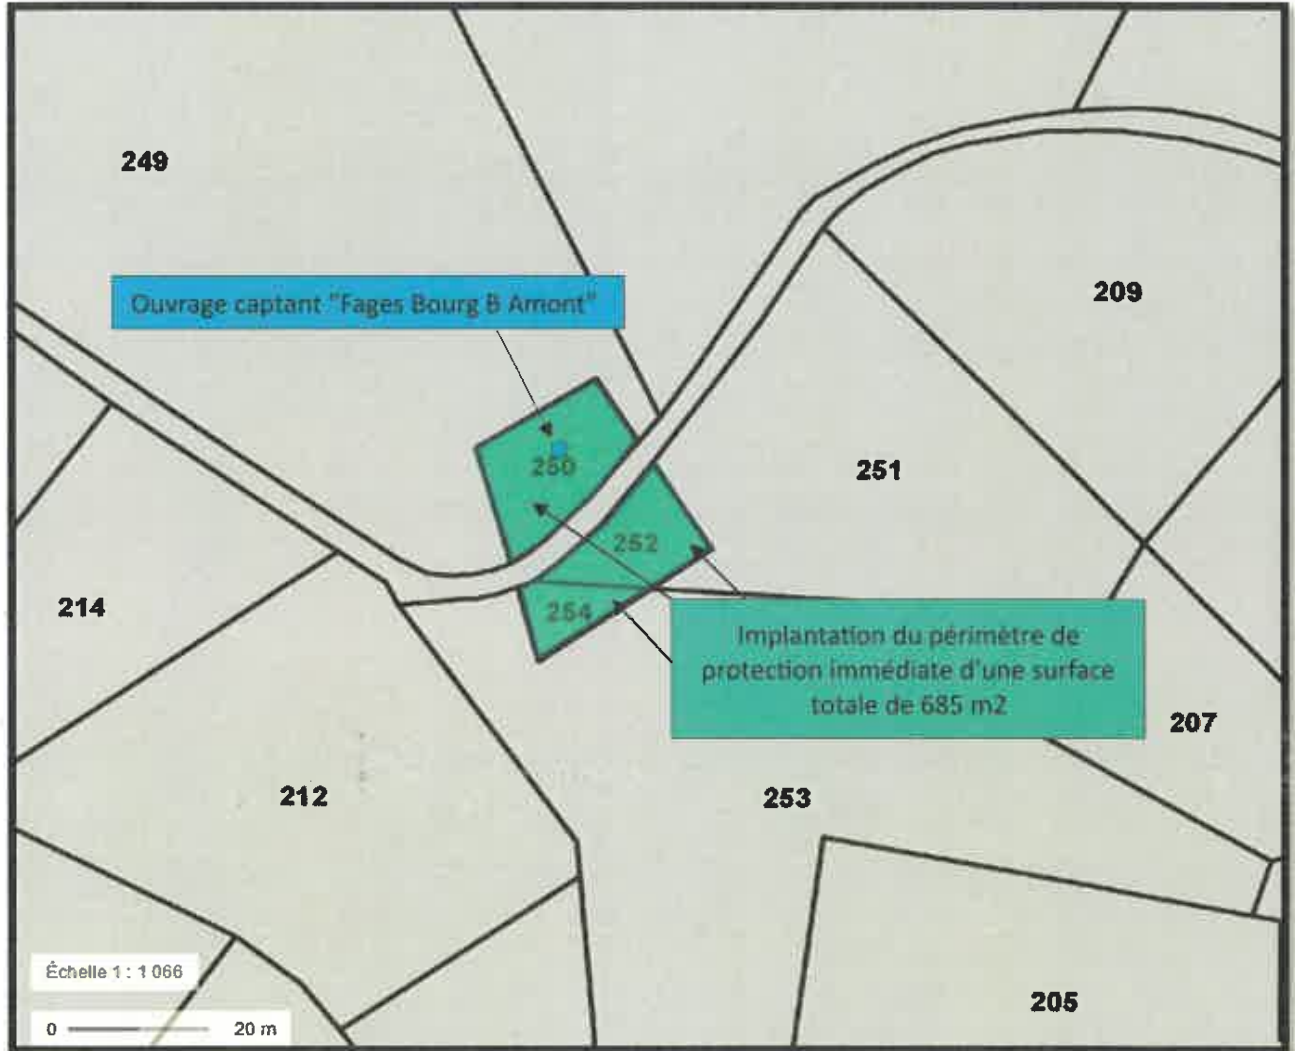 249
209
Ouvrage captant "Fages Bourg B Amont"
250
251
252
214
254
Implantation du périmètre de
protection immédiate d'une surface
totale de 685 m2
207
212
253
Échelle 1 : 1 066
205
0 20 m